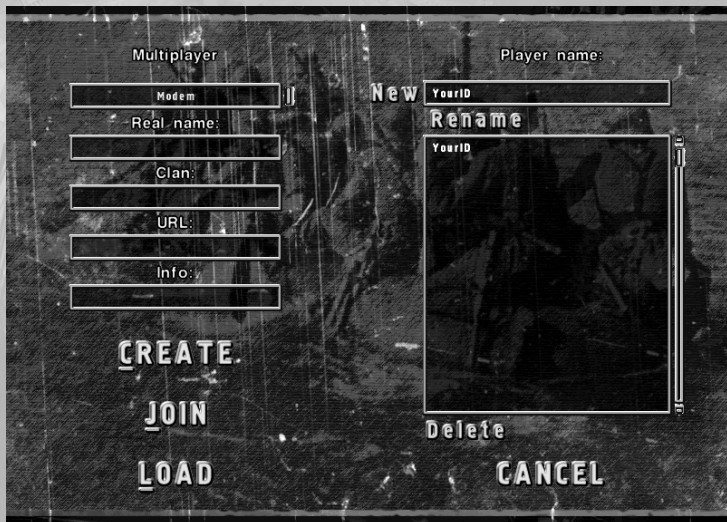 Multiplayer
Modem
Real name:
Clan:
URL:
Info:
CREATE
JOIN
LOAD
Player name:
New YourID
Rename
YourID
Delete
CANCEL